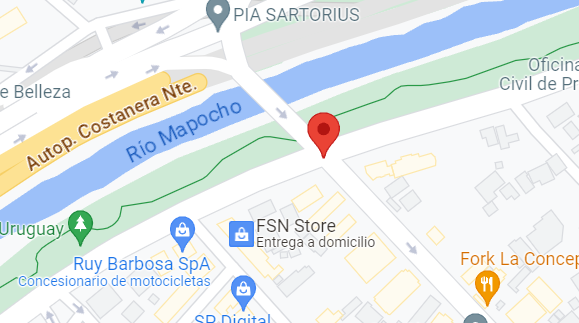 PIA SARTORIUS
Oficina
Civil de Pr
e Belleza
Autop. Costanera Nte.
Río Mapocho
Uruguay
FSN Store
Entrega a domicilio
Ruy Barbosa SpA
Concesionario de motocicletas
Fork La Concep
SP Digital